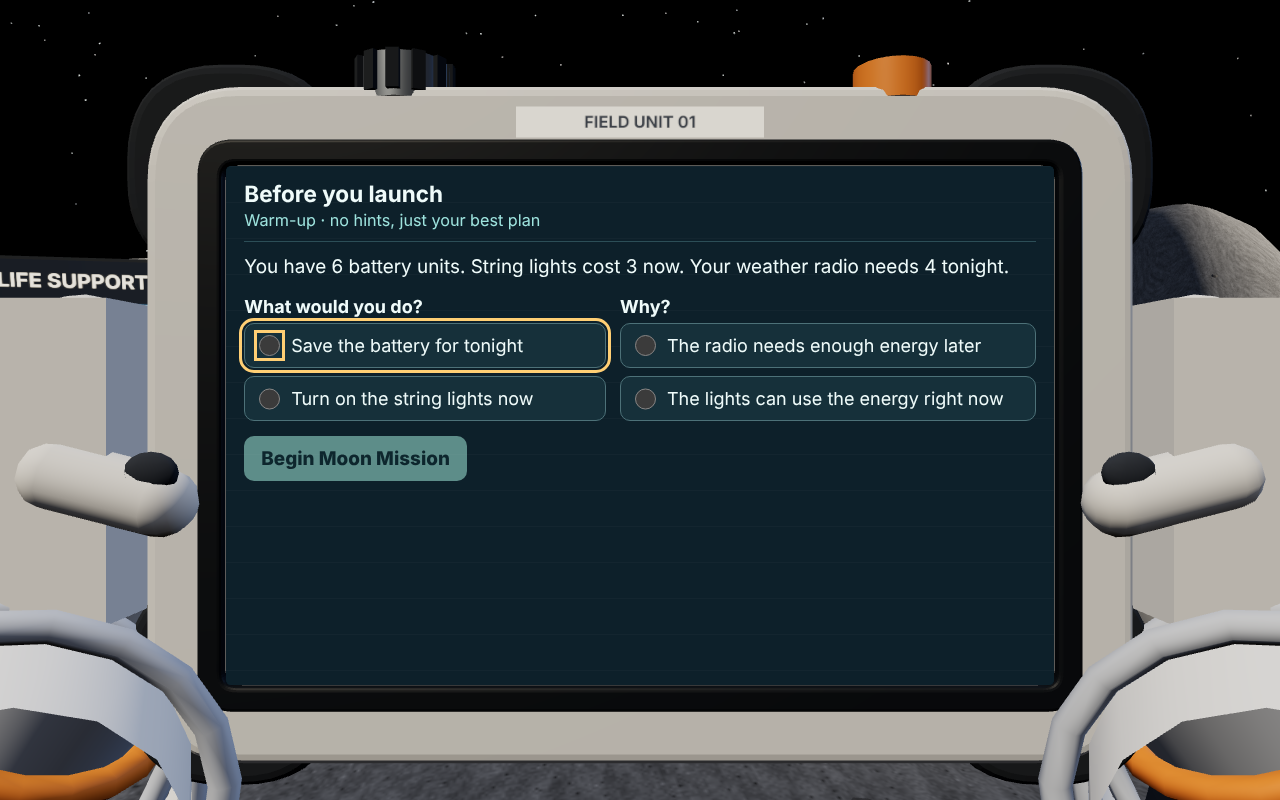 FIELD UNIT 01
Before you launch
Warm-up · no hints, just your best plan
LIFE SUPPORT
You have 6 battery units. String lights cost 3 now. Your weather radio needs 4 tonight.
What would you do?
Save the battery for tonight
Turn on the string lights now
Why?
The radio needs enough energy later
The lights can use the energy right now
Begin Moon Mission